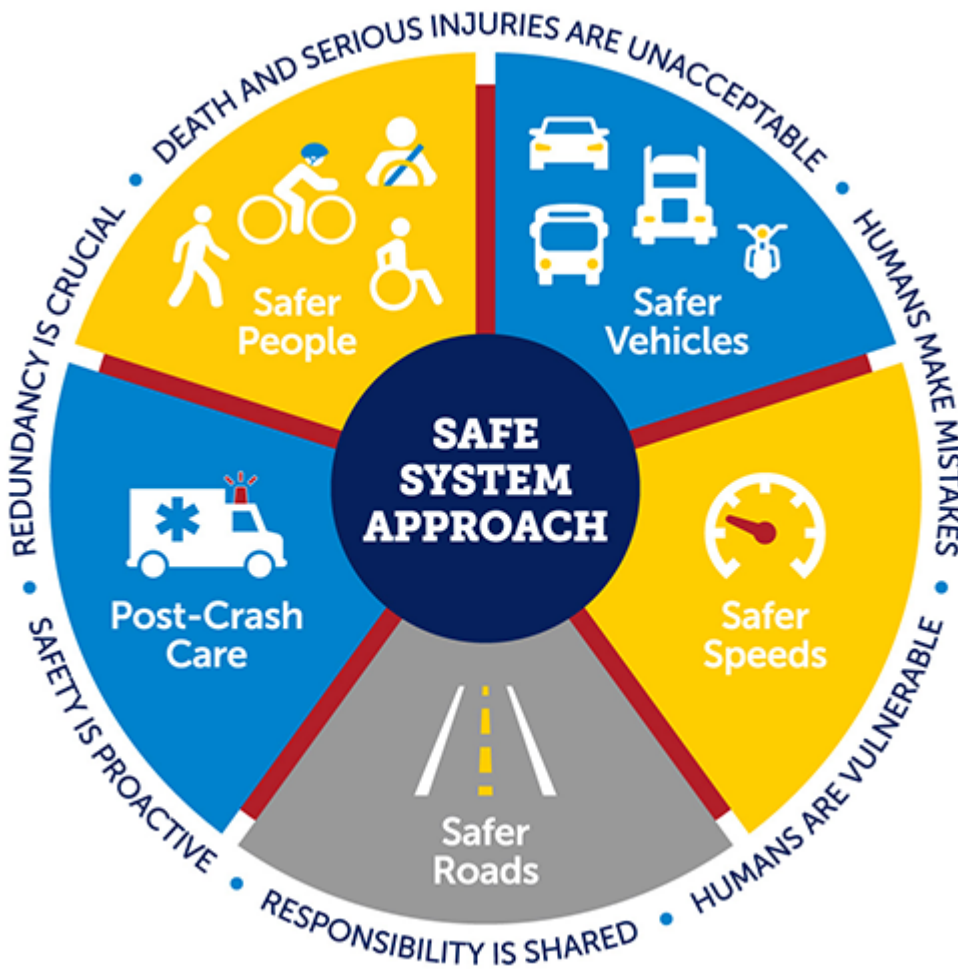 DEATH AND SERIOUS INJURIES ARE UNACCEPTABLE •
HUMANS MAKE MISTAKES •
HUMANS ARE VULNERABLE •
RESPONSIBILITY IS SHARED •
SAFETY IS PROACTIVE •
REDUNDANCY IS CRUCIAL •
Safer
People
Safer
Vehicles
SAFE
SYSTEM
APPROACH
Post-Crash
Care
Safer
Speeds
Safer
Roads